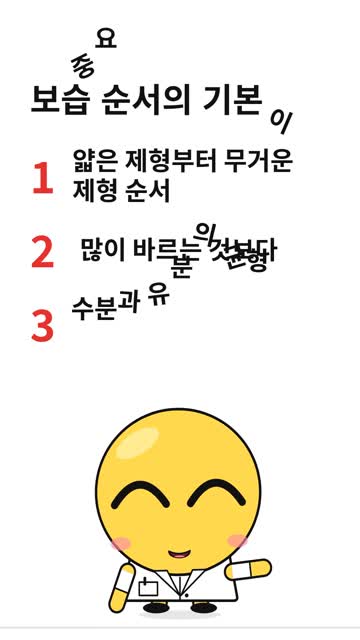 보습 순서의 기본
1 얇은 제형부터 무거운
제형 순서
2 많이 바르는 것보다
3 수분과 유분의 균형이 중요